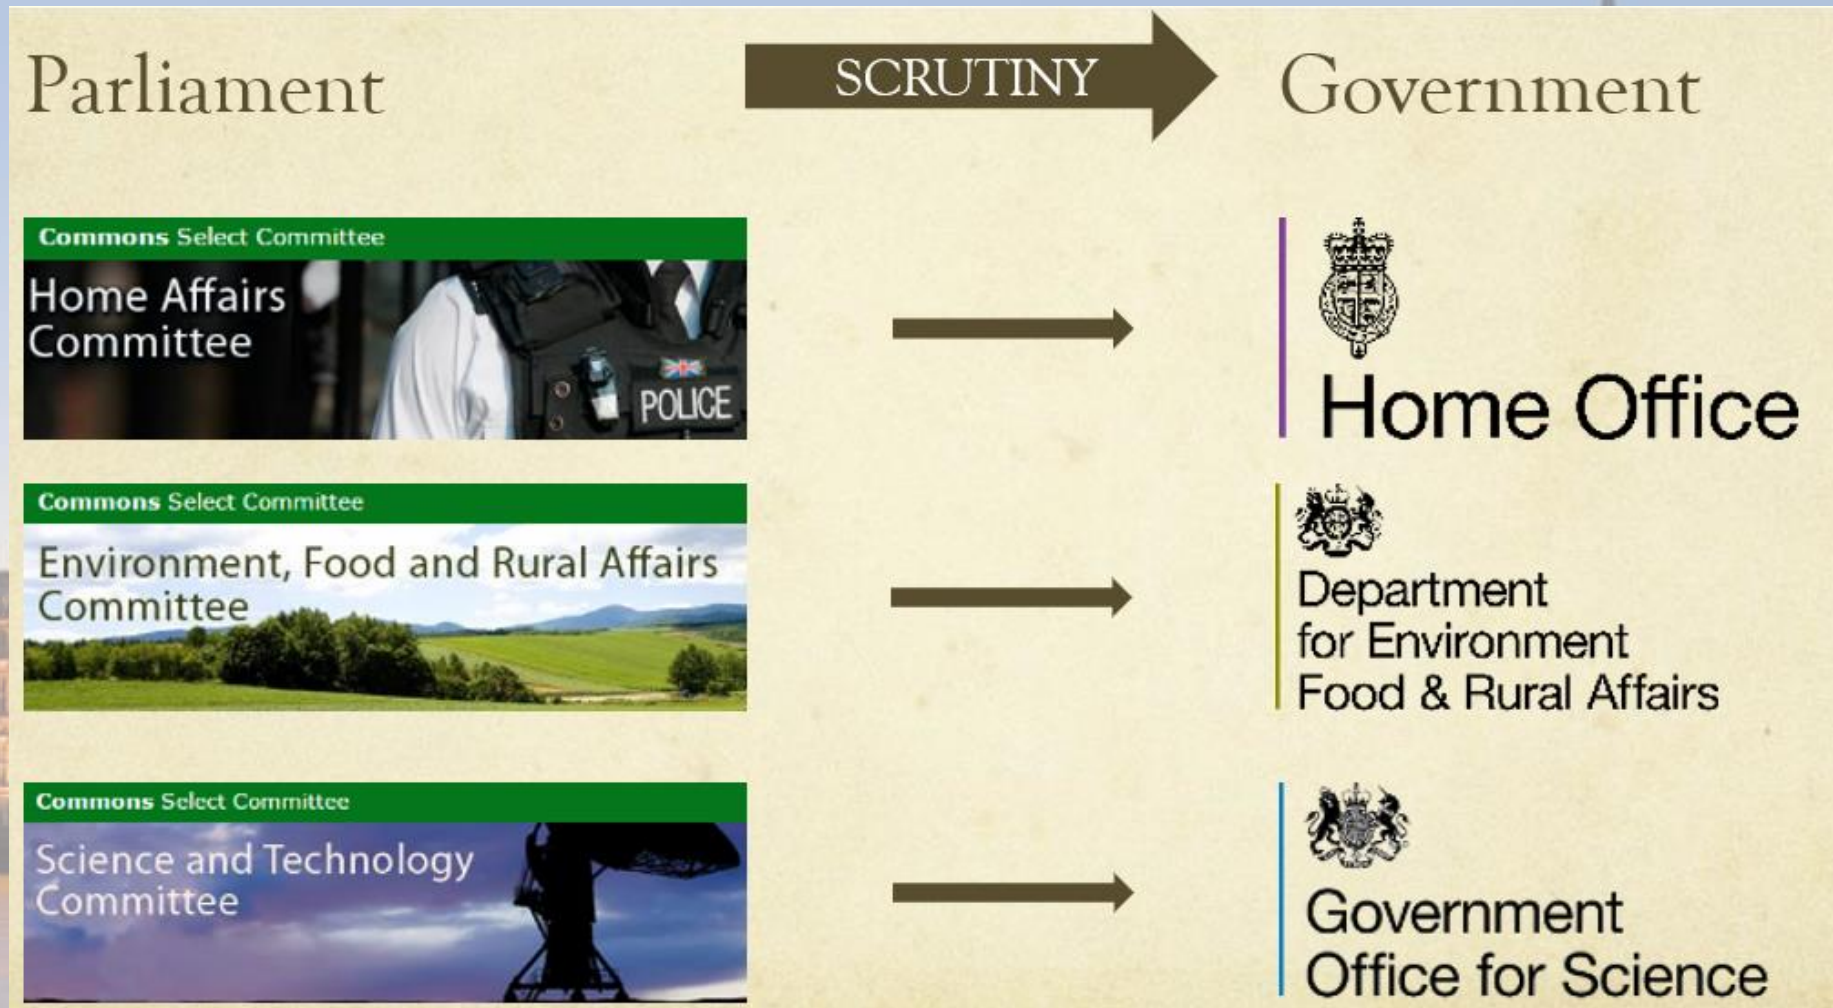 Parliament
SCRUTINY
Government
Commons Select Committee
Home Affairs
Committee
POLICE
Home Office
Commons Select Committee
Environment, Food and Rural Affairs
Committee
Department
for Environment
Food & Rural Affairs
Commons Select Committee
Science and Technology
Committee
Government
Office for Science